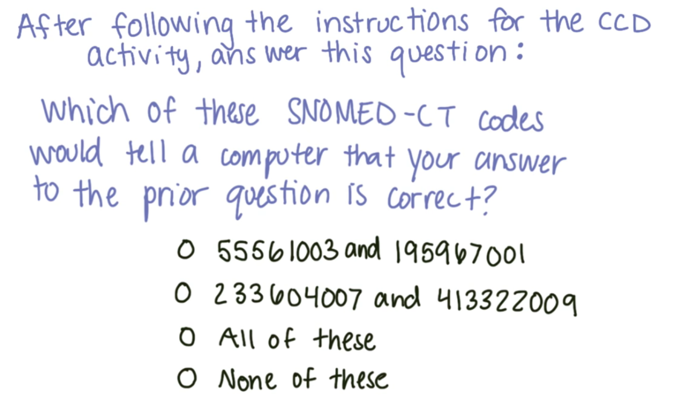 After following the instructions for the CCD
activity, answer this question:
Which of these SNOMED-CT codes
would tell a computer that your answer
to the prior question is correct?
O 55561003 and 195967001
O 233604007 and 413322009
O All of these
O None of these